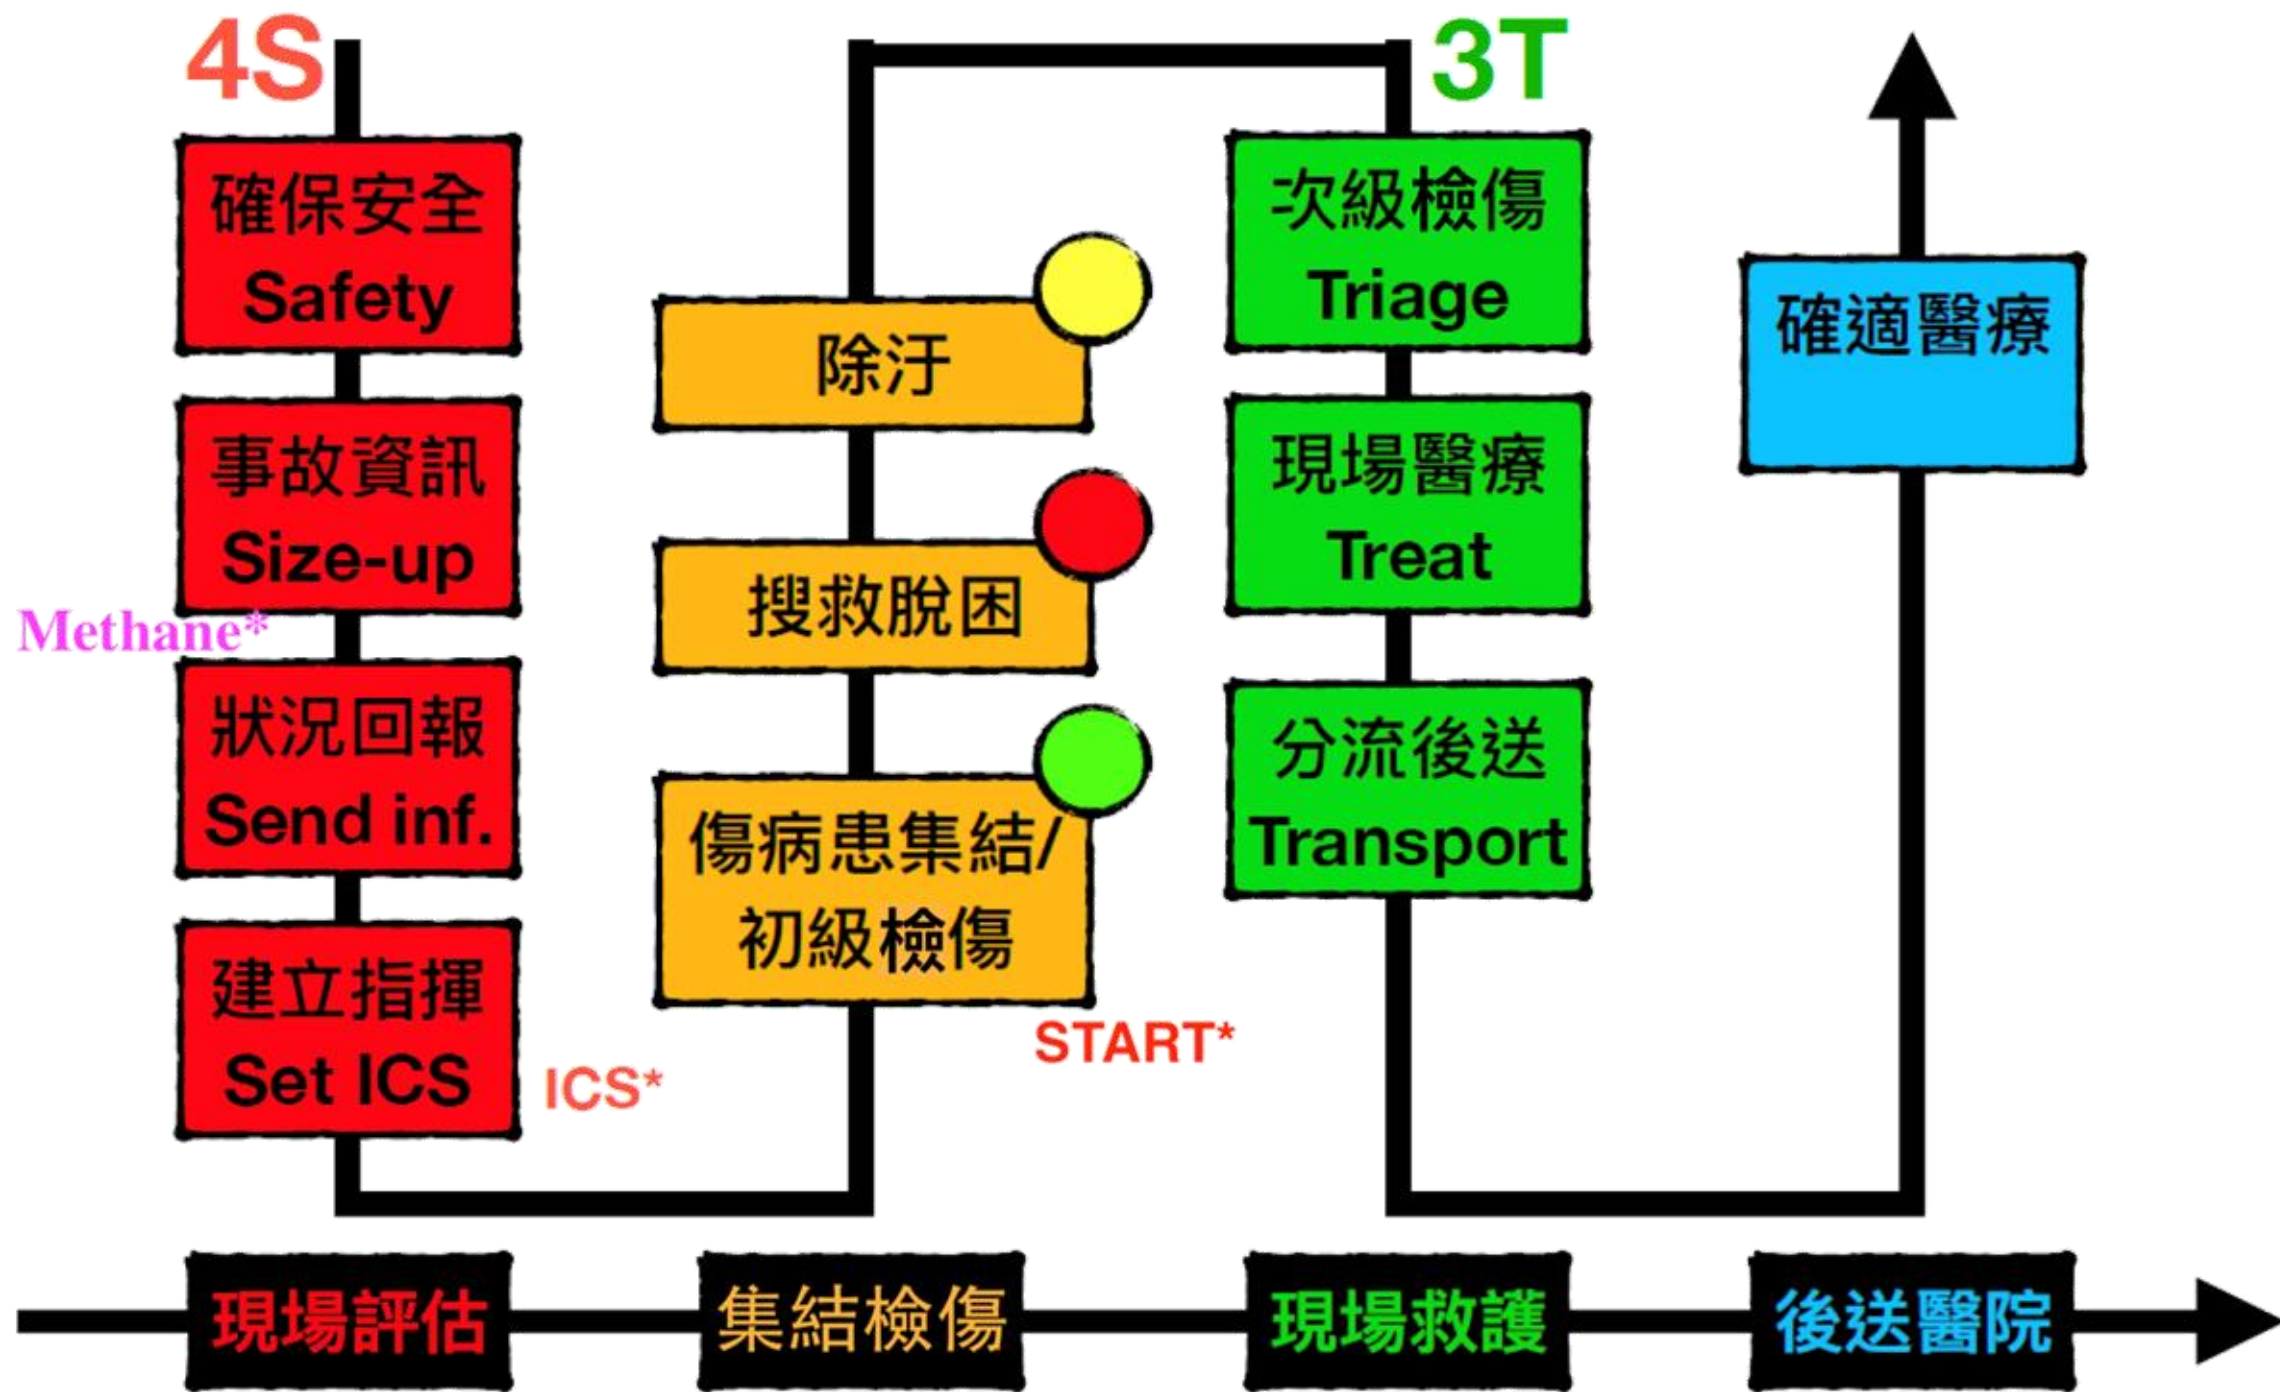 4S
確保安全
Safety
事故資訊
Size-up
Methane*
狀況回報
Send inf.
建立指揮
Set ICS
ICS*
除汙
搜救脫困
傷病患集結/
初級檢傷
START*
3T
次級檢傷
Triage
現場醫療
Treat
分流後送
Transport
確適醫療
現場評估
集結檢傷
現場救護
後送醫院